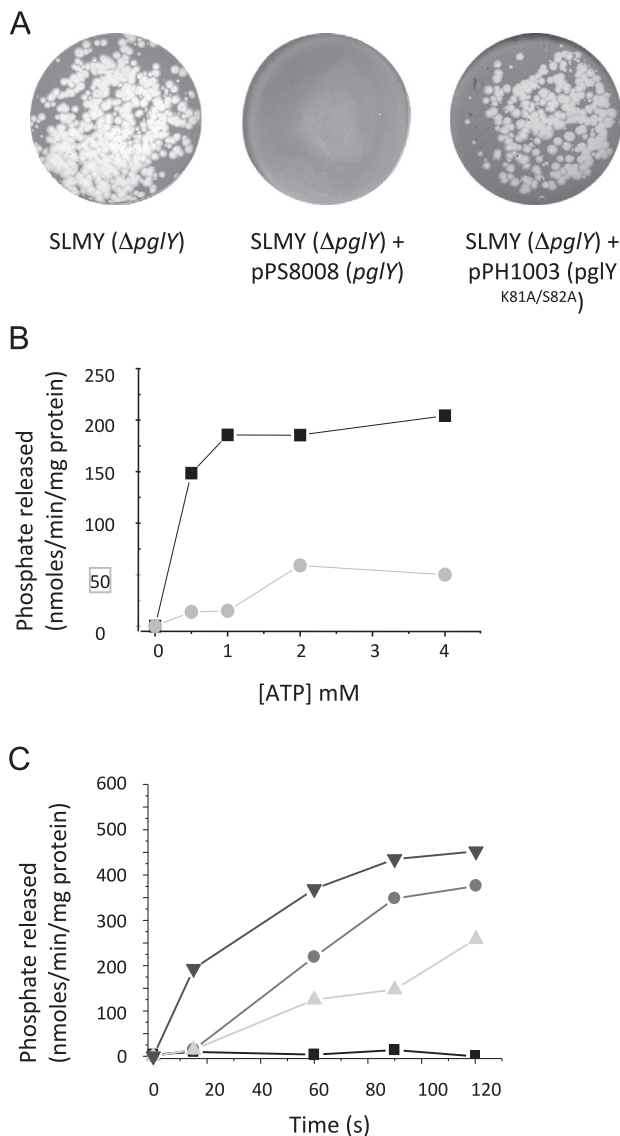 A
SLMY (ΔpglY)
SLMY (ΔpglY) +
pPS8008 (pglY)
SLMY (ΔpglY) +
pPH1003 (pglY
K81A/S82A)
B
Phosphate released
(nmoles/min/mg protein)
250
200
150
100
50
0
0 1 2 3 4
[ATP] mM
C
Phosphate released
(nmoles/min/mg protein)
600
500
400
300
200
100
0
0 20 40 60 80 100 120
Time (s)